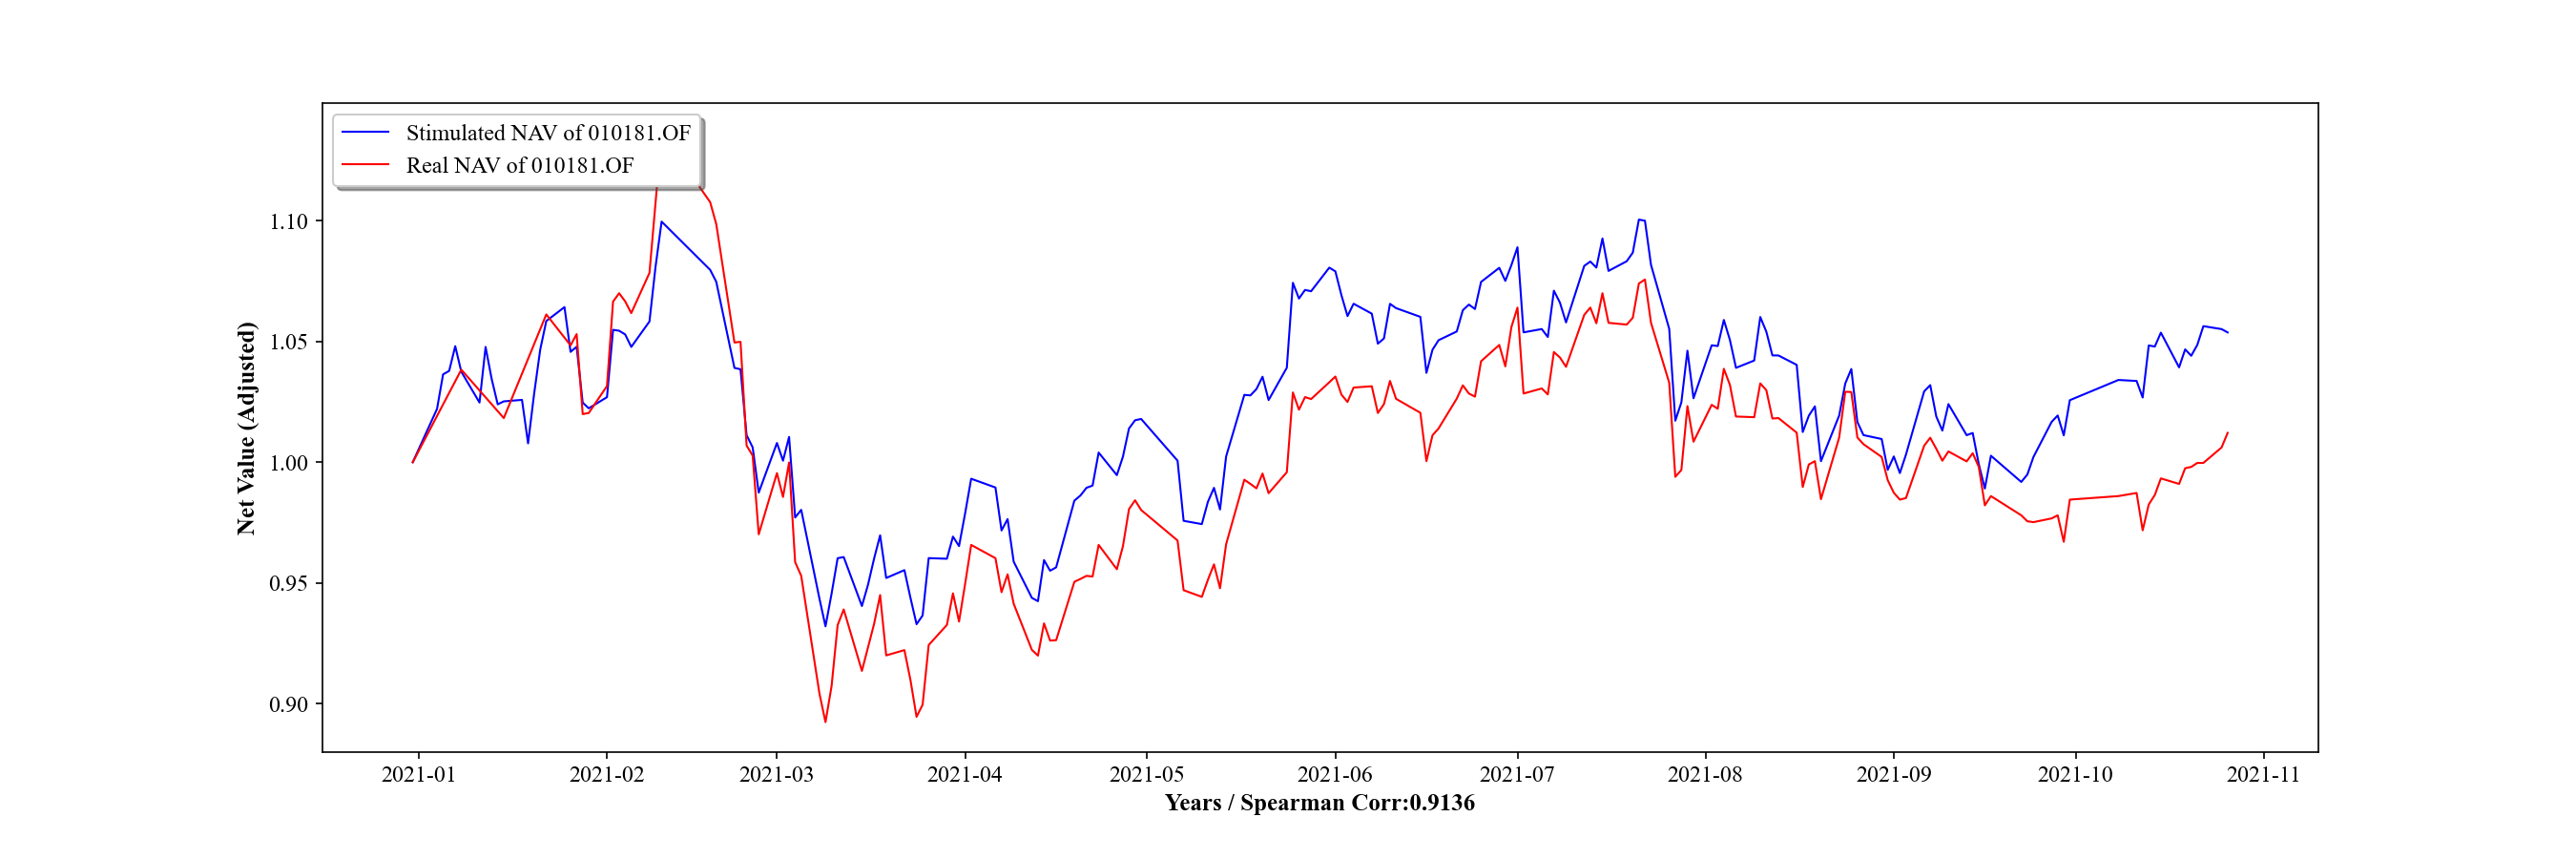 Stimulated NAV of 010181.OF
Real NAV of 010181.OF
Net Value (Adjusted)
1.10
1.05
1.00
0.95
0.90
2021-01 2021-02 2021-03 2021-04 2021-05 2021-06 2021-07 2021-08 2021-09 2021-10 2021-11
Years / Spearman Corr:0.9136